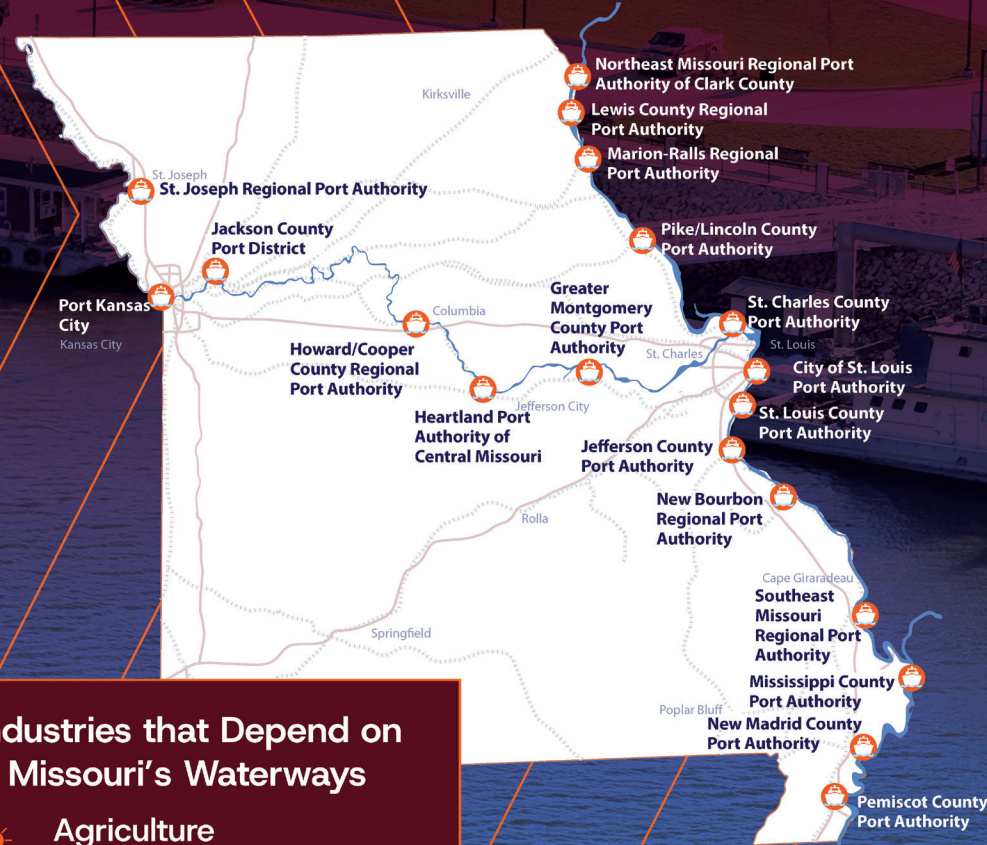 Northeast Missouri Regional Port
Authority of Clark County
Kirksville
Lewis County Regional
Port Authority
Marion-Ralls Regional
Port Authority
St. Joseph
St. Joseph Regional Port Authority
Jackson County
Port District
Pike/Lincoln County
Port Authority
Port Kansas
City
Kansas City
Columbia
Howard/Cooper
County Regional
Port Authority
Greater
Montgomery
County Port
Authority
St. Charles County
Port Authority
St. Charles
St. Louis
City of St. Louis
Port Authority
Jefferson City
Heartland Port
Authority of
Central Missouri
St. Louis County
Port Authority
Jefferson County
Port Authority
New Bourbon
Regional Port
Authority
Rolla
Cape Giraradeau
Southeast
Missouri
Regional Port
Authority
Springfield
Mississippi County
Port Authority
Poplar Bluff
New Madrid County
Port Authority
Pemiscot County
Port Authority
ndustries that Depend on
Missouri's Waterways
Agriculture